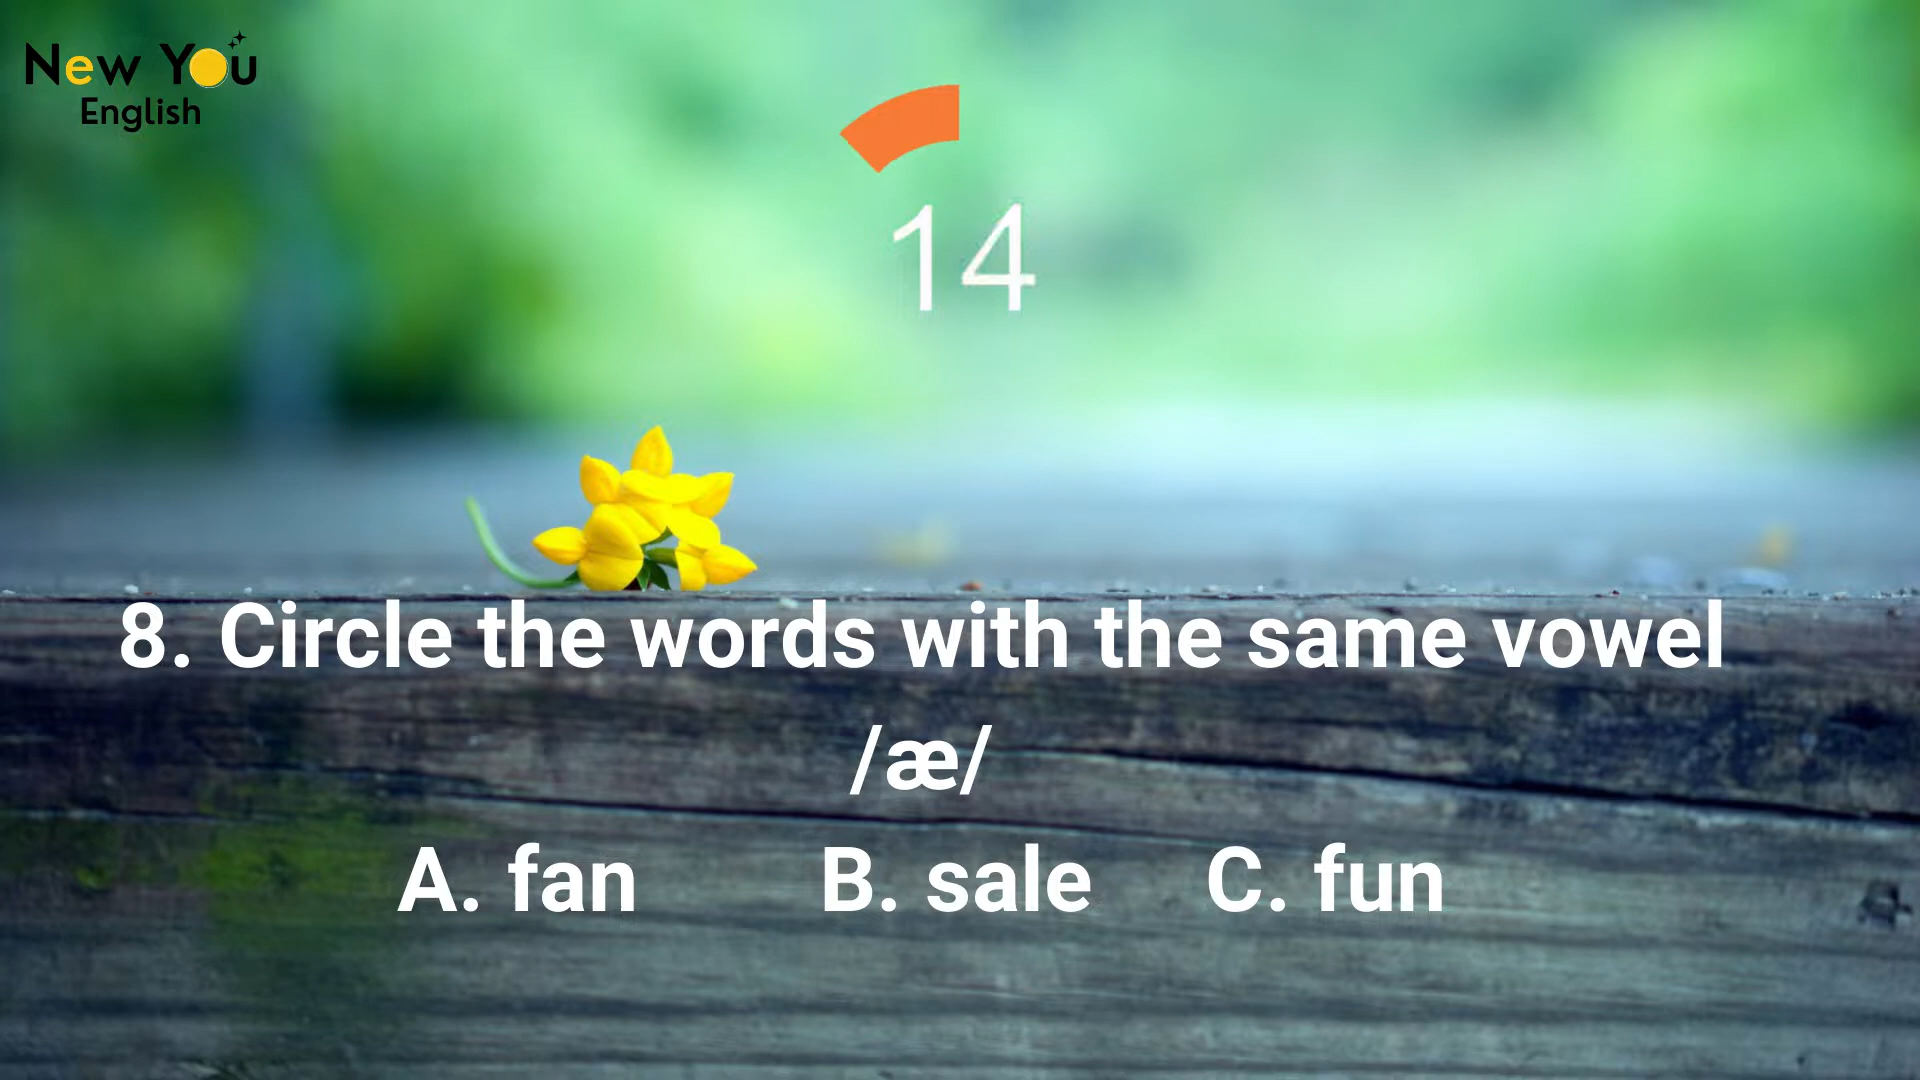 New You
English
14
8. Circle the words with the same vowel
/æ/
A. fan B. sale C. fun